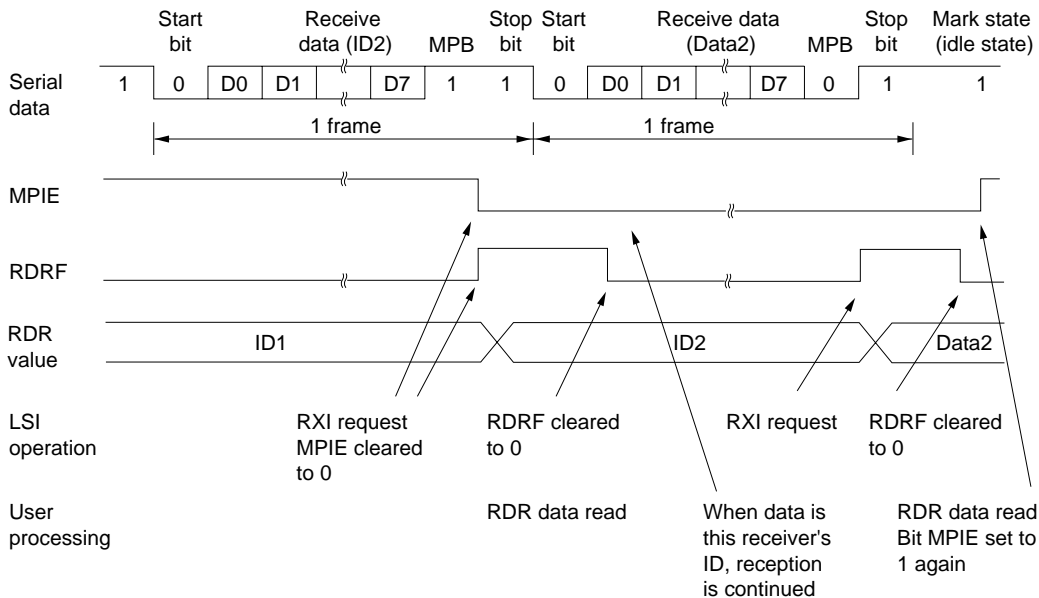 Start
bit
Receive
data (ID2)
MPB
Stop
bit
Start
bit
Receive data
(Data2)
MPB
Stop
bit
Mark state
(idle state)
Serial
data
1 0 D0 D1 D7 1 1 0 D0 D1 D7 0 1 1
1 frame 1 frame
MPIE
RDRF
RDR
value
ID1 ID2 Data2
LSI
operation
RXI request
MPIE cleared
to 0
RDRF cleared
to 0
RXI request
RDRF cleared
to 0
User
processing
RDR data read
When data is
this receiver's
ID, reception
is continued
RDR data read
Bit MPIE set to
1 again